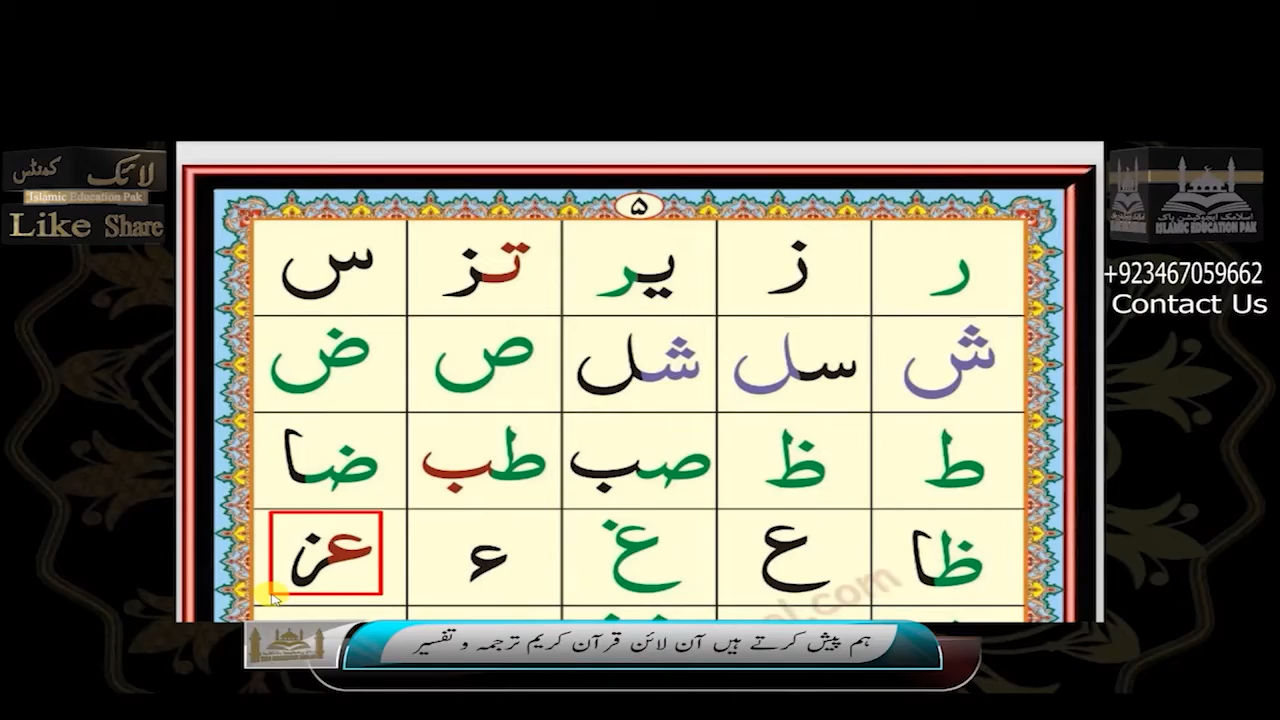 ۵
ر ز یر تز س
ش سل شل ص ض
ط ظ صب طب ضا
ظا ع غ ء عز
لائک کمنٹس
Islamic Education Pak
Like Share
اسلامک ایجوکیشن پاک
ISLAMIC EDUCATION PAK
+923467059662
Contact Us
ہم پیش کرتے ہیں آن لائن قرآن کریم ترجمہ و تفسیر